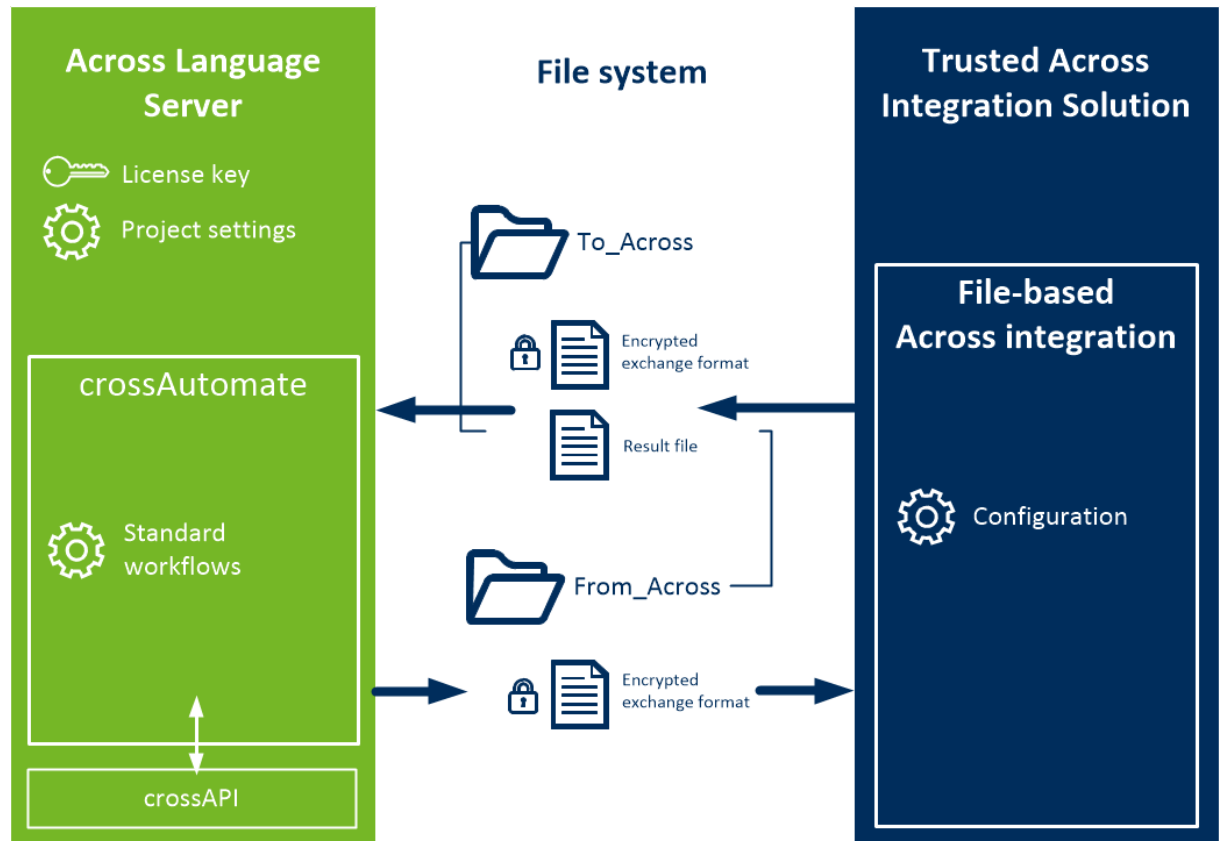 Across Language
Server
License key
Project settings
crossAutomate
Standard
workflows
crossAPI
File system
To_Across
Encrypted
exchange format
Result file
From_Across
Encrypted
exchange format
Trusted Across
Integration Solution
File-based
Across integration
Configuration